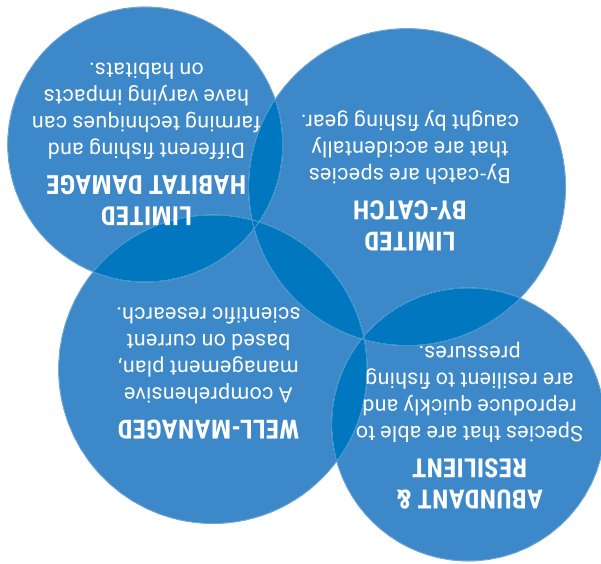 ABUNDANT &
RESILIENT
Species that are able to
reproduce quickly and
are resilient to fishing
pressures.
WELL-MANAGED
A comprehensive
management plan,
based on current
scientific research.
LIMITED
BY-CATCH
By-catch are species
that are accidentally
caught by fishing gear.
LIMITED
HABITAT DAMAGE
Different fishing and
farming techniques can
have varying impacts
on habitats.